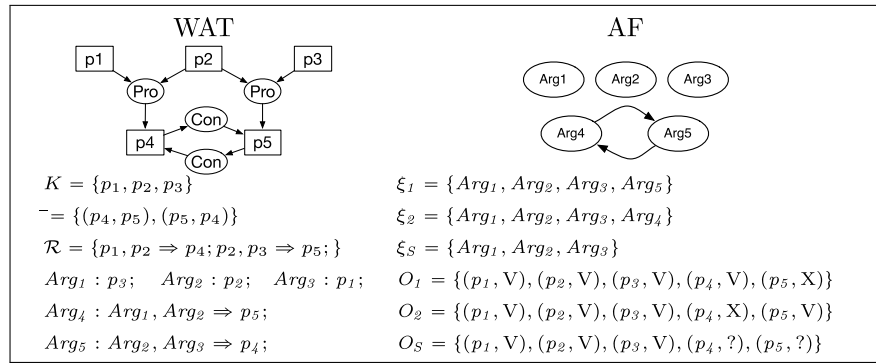 WAT
AF
p1 p2 p3
Pro Pro
Con
p4 p5
Con
Arg1 Arg2 Arg3
Arg4 Arg5
K = {p₁, p₂, p₃}
‾= {(p₄, p₅), (p₅, p₄)}
ℛ = {p₁, p₂ ⇒ p₄; p₂, p₃ ⇒ p₅; }
Arg₁ : p₃; Arg₂ : p₂; Arg₃ : p₁;
Arg₄ : Arg₁, Arg₂ ⇒ p₅;
Arg₅ : Arg₂, Arg₃ ⇒ p₄;
ξ₁ = {Arg₁, Arg₂, Arg₃, Arg₅}
ξ₂ = {Arg₁, Arg₂, Arg₃, Arg₄}
ξ_S = {Arg₁, Arg₂, Arg₃}
O₁ = {(p₁, V), (p₂, V), (p₃, V), (p₄, V), (p₅, X)}
O₂ = {(p₁, V), (p₂, V), (p₃, V), (p₄, X), (p₅, V)}
O_S = {(p₁, V), (p₂, V), (p₃, V), (p₄, ?), (p₅, ?)}